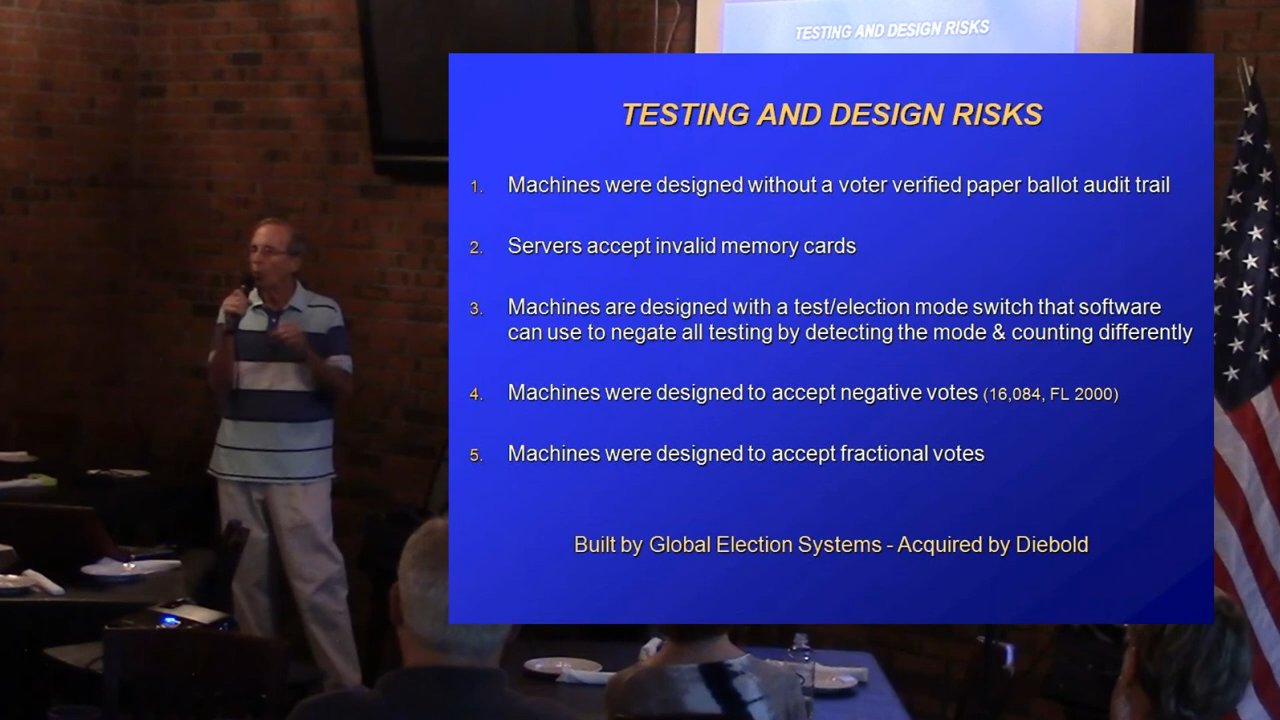 TESTING AND DESIGN RISKS
TESTING AND DESIGN RISKS
1. Machines were designed without a voter verified paper ballot audit trail
2. Servers accept invalid memory cards
3. Machines are designed with a test/election mode switch that software
can use to negate all testing by detecting the mode & counting differently
4. Machines were designed to accept negative votes (16,084, FL 2000)
5. Machines were designed to accept fractional votes
Built by Global Election Systems - Acquired by Diebold